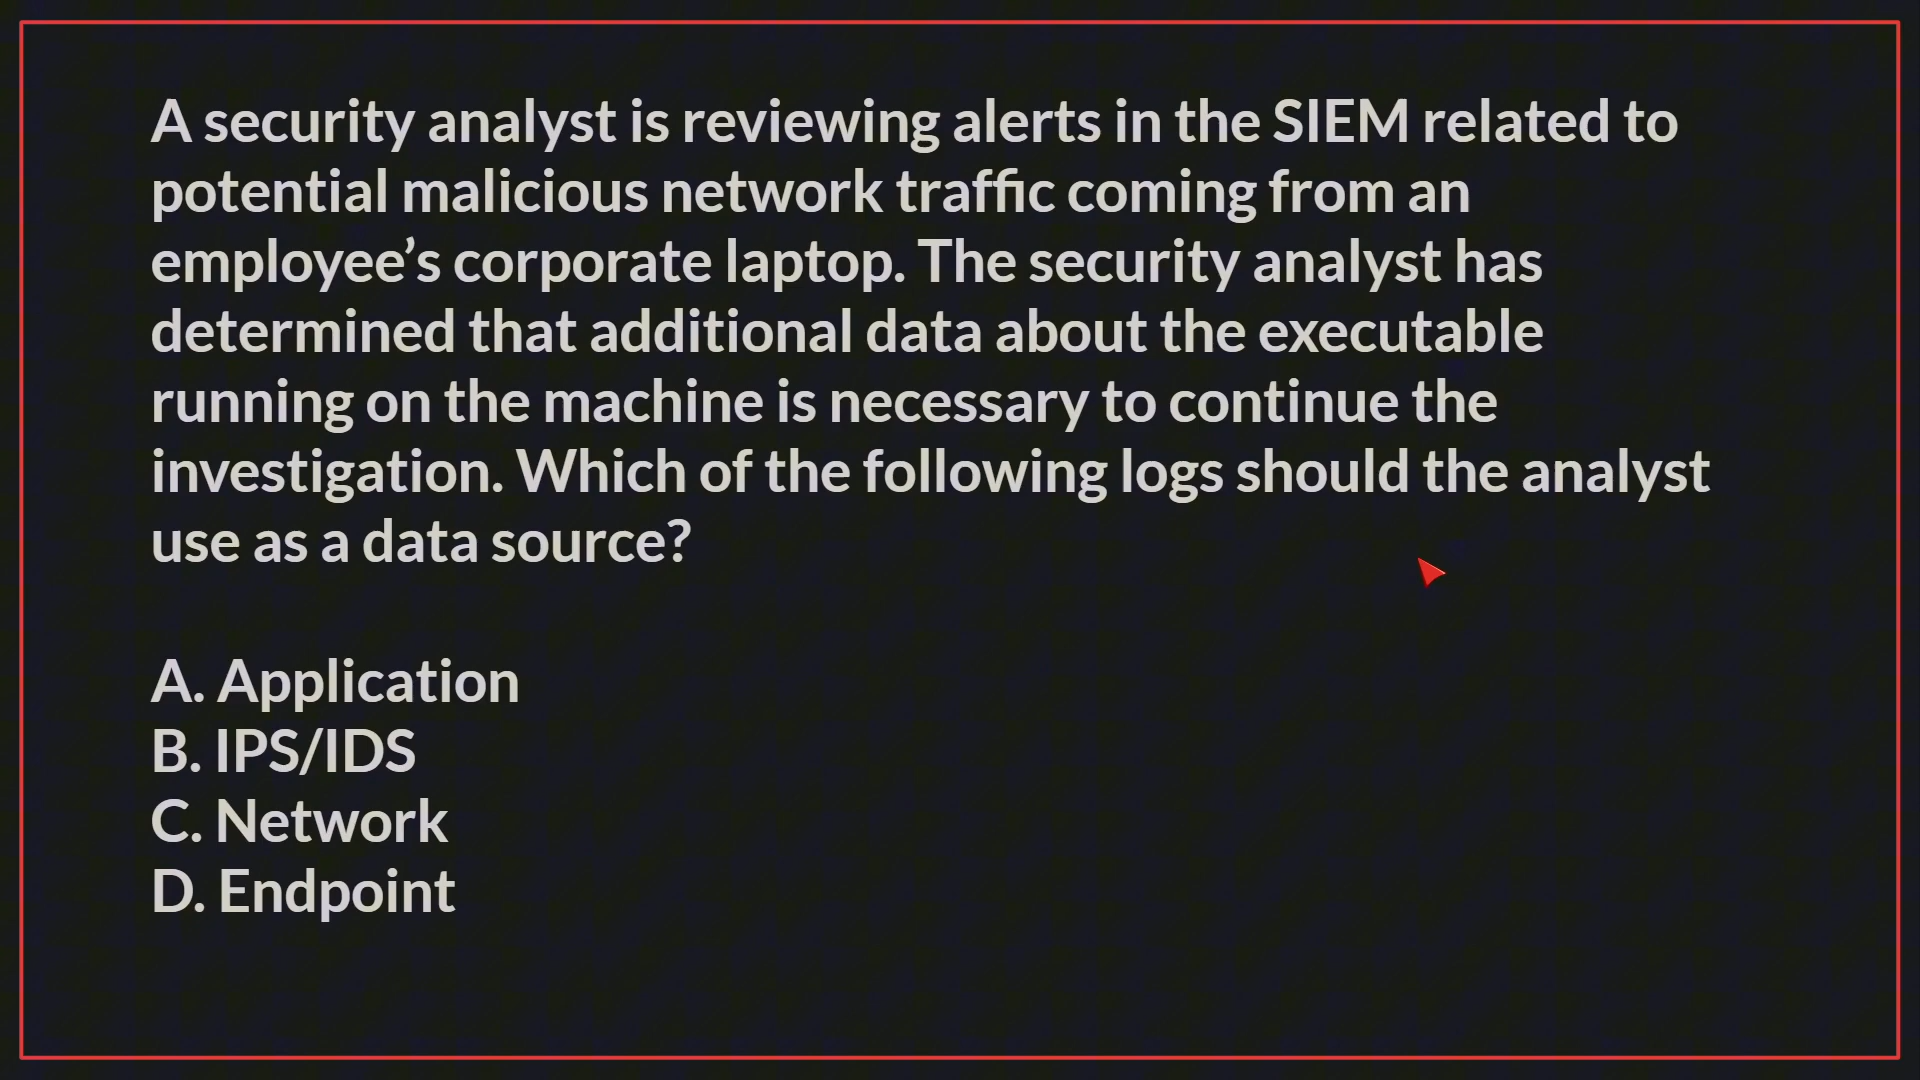 A security analyst is reviewing alerts in the SIEM related to
potential malicious network traffic coming from an
employee’s corporate laptop. The security analyst has
determined that additional data about the executable
running on the machine is necessary to continue the
investigation. Which of the following logs should the analyst
use as a data source?
A. Application
B. IPS/IDS
C. Network
D. Endpoint